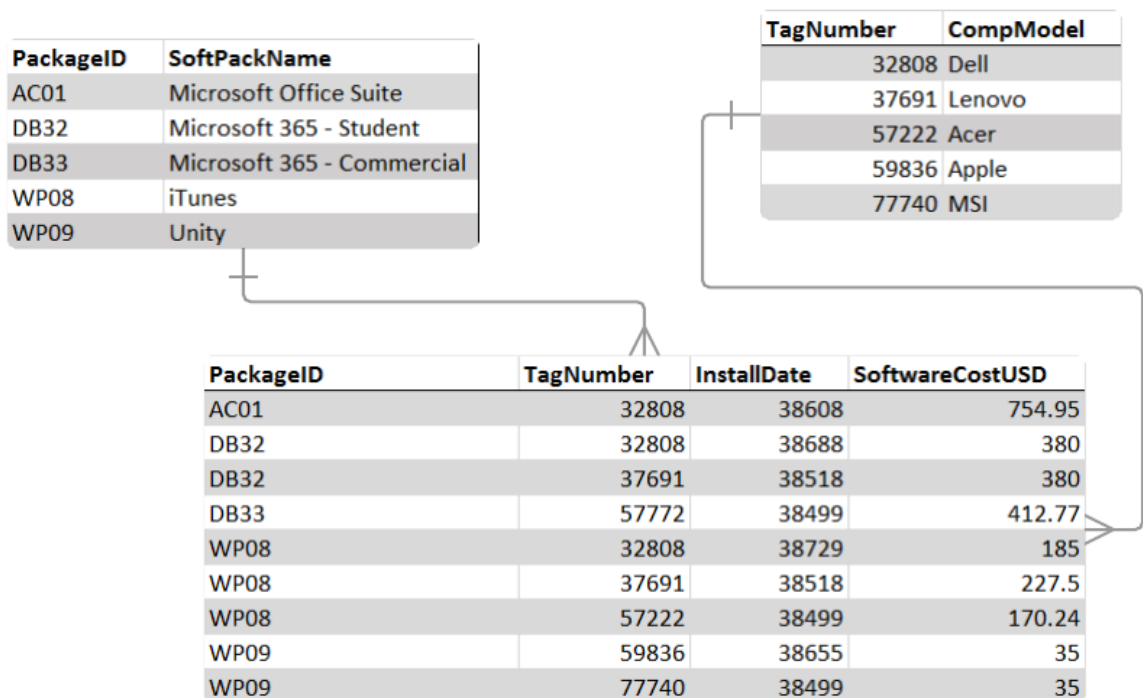 PackageID SoftPackName
AC01 Microsoft Office Suite
DB32 Microsoft 365 - Student
DB33 Microsoft 365 - Commercial
WP08 iTunes
WP09 Unity
TagNumber CompModel
32808 Dell
37691 Lenovo
57222 Acer
59836 Apple
77740 MSI
PackageID TagNumber InstallDate SoftwareCostUSD
AC01 32808 38608 754.95
DB32 32808 38688 380
DB32 37691 38518 380
DB33 57772 38499 412.77
WP08 32808 38729 185
WP08 37691 38518 227.5
WP08 57222 38499 170.24
WP09 59836 38655 35
WP09 77740 38499 35